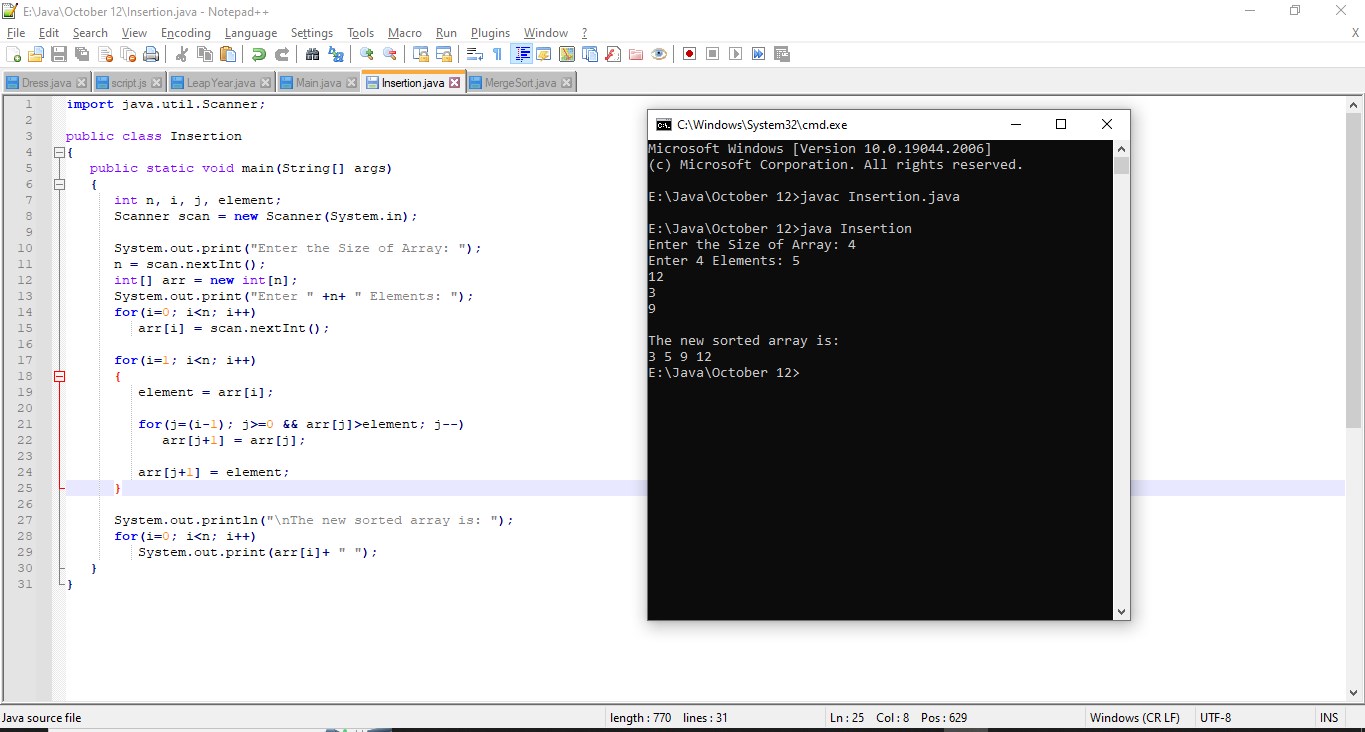 E:\Java\October 12\Insertion.java - Notepad++
File Edit Search View Encoding Language Settings Tools Macro Run Plugins Window ? X
Dress.java script.js LeapYear.java Main.java Insertion.java MergeSort.java
1 import java.util.Scanner;
2
3 public class Insertion
4 {
5 public static void main(String[] args)
6 {
7 int n, i, j, element;
8 Scanner scan = new Scanner(System.in);
9
10 System.out.print("Enter the Size of Array: ");
11 n = scan.nextInt();
12 int[] arr = new int[n];
13 System.out.print("Enter " +n+ " Elements: ");
14 for(i=0; i<n; i++)
15 arr[i] = scan.nextInt();
16
17 for(i=1; i<n; i++)
18 {
19 element = arr[i];
20
21 for(j=(i-1); j>=0 && arr[j]>element; j--)
22 arr[j+1] = arr[j];
23
24 arr[j+1] = element;
25 }
26
27 System.out.println("\nThe new sorted array is: ");
28 for(i=0; i<n; i++)
29 System.out.print(arr[i]+ " ");
30 }
31 }
C:\Windows\System32\cmd.exe
Microsoft Windows [Version 10.0.19044.2006]
(c) Microsoft Corporation. All rights reserved.
E:\Java\October 12>javac Insertion.java
E:\Java\October 12>java Insertion
Enter the Size of Array: 4
Enter 4 Elements: 5
12
3
9
The new sorted array is:
3 5 9 12
E:\Java\October 12>
Java source file length : 770 lines : 31 Ln : 25 Col : 8 Pos : 629 Windows (CR LF) UTF-8 INS